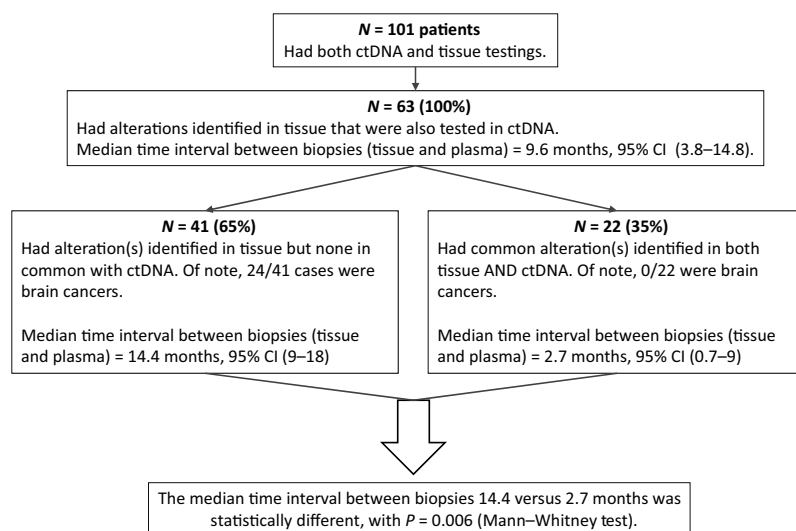 N = 101 patients
Had both ctDNA and tissue testings.
N = 63 (100%)
Had alterations identified in tissue that were also tested in ctDNA.
Median time interval between biopsies (tissue and plasma) = 9.6 months, 95% CI (3.8–14.8).
N = 41 (65%)
Had alteration(s) identified in tissue but none in
common with ctDNA. Of note, 24/41 cases were
brain cancers.
Median time interval between biopsies (tissue
and plasma) = 14.4 months, 95% CI (9–18)
N = 22 (35%)
Had common alteration(s) identified in both
tissue AND ctDNA. Of note, 0/22 were brain
cancers.
Median time interval between biopsies (tissue
and plasma) = 2.7 months, 95% CI (0.7–9)
The median time interval between biopsies 14.4 versus 2.7 months was
statistically different, with P = 0.006 (Mann–Whitney test).